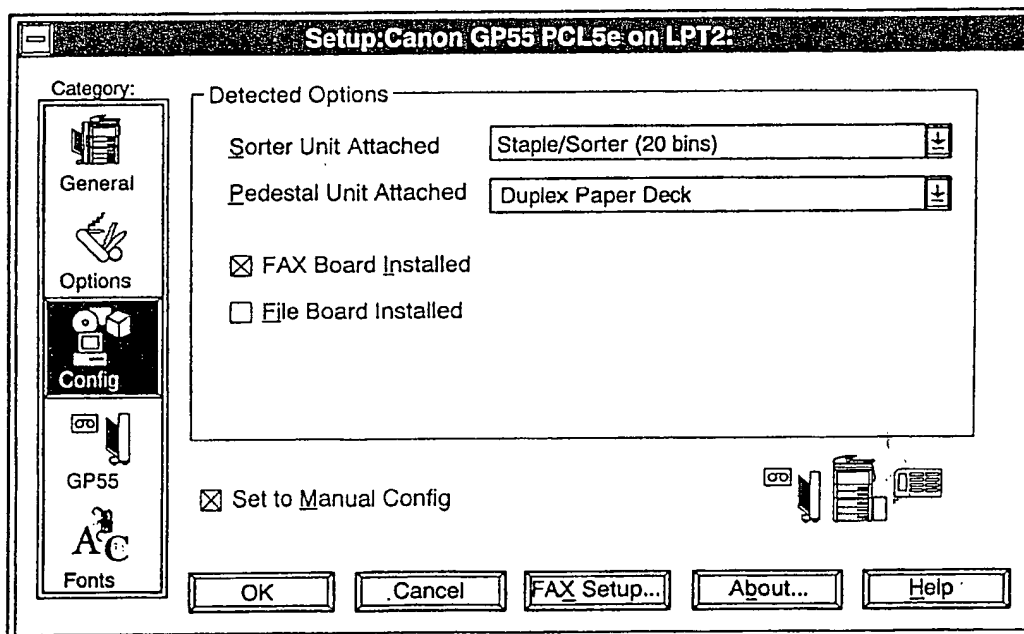 Setup:Canon GP55 PCL5e on LPT2:
Category:
General
Options
Config
GP55
Fonts
Detected Options
Sorter Unit Attached Staple/Sorter (20 bins)
Pedestal Unit Attached Duplex Paper Deck
FAX Board Installed
File Board Installed
Set to Manual Config
OK Cancel FAX Setup... About... Help